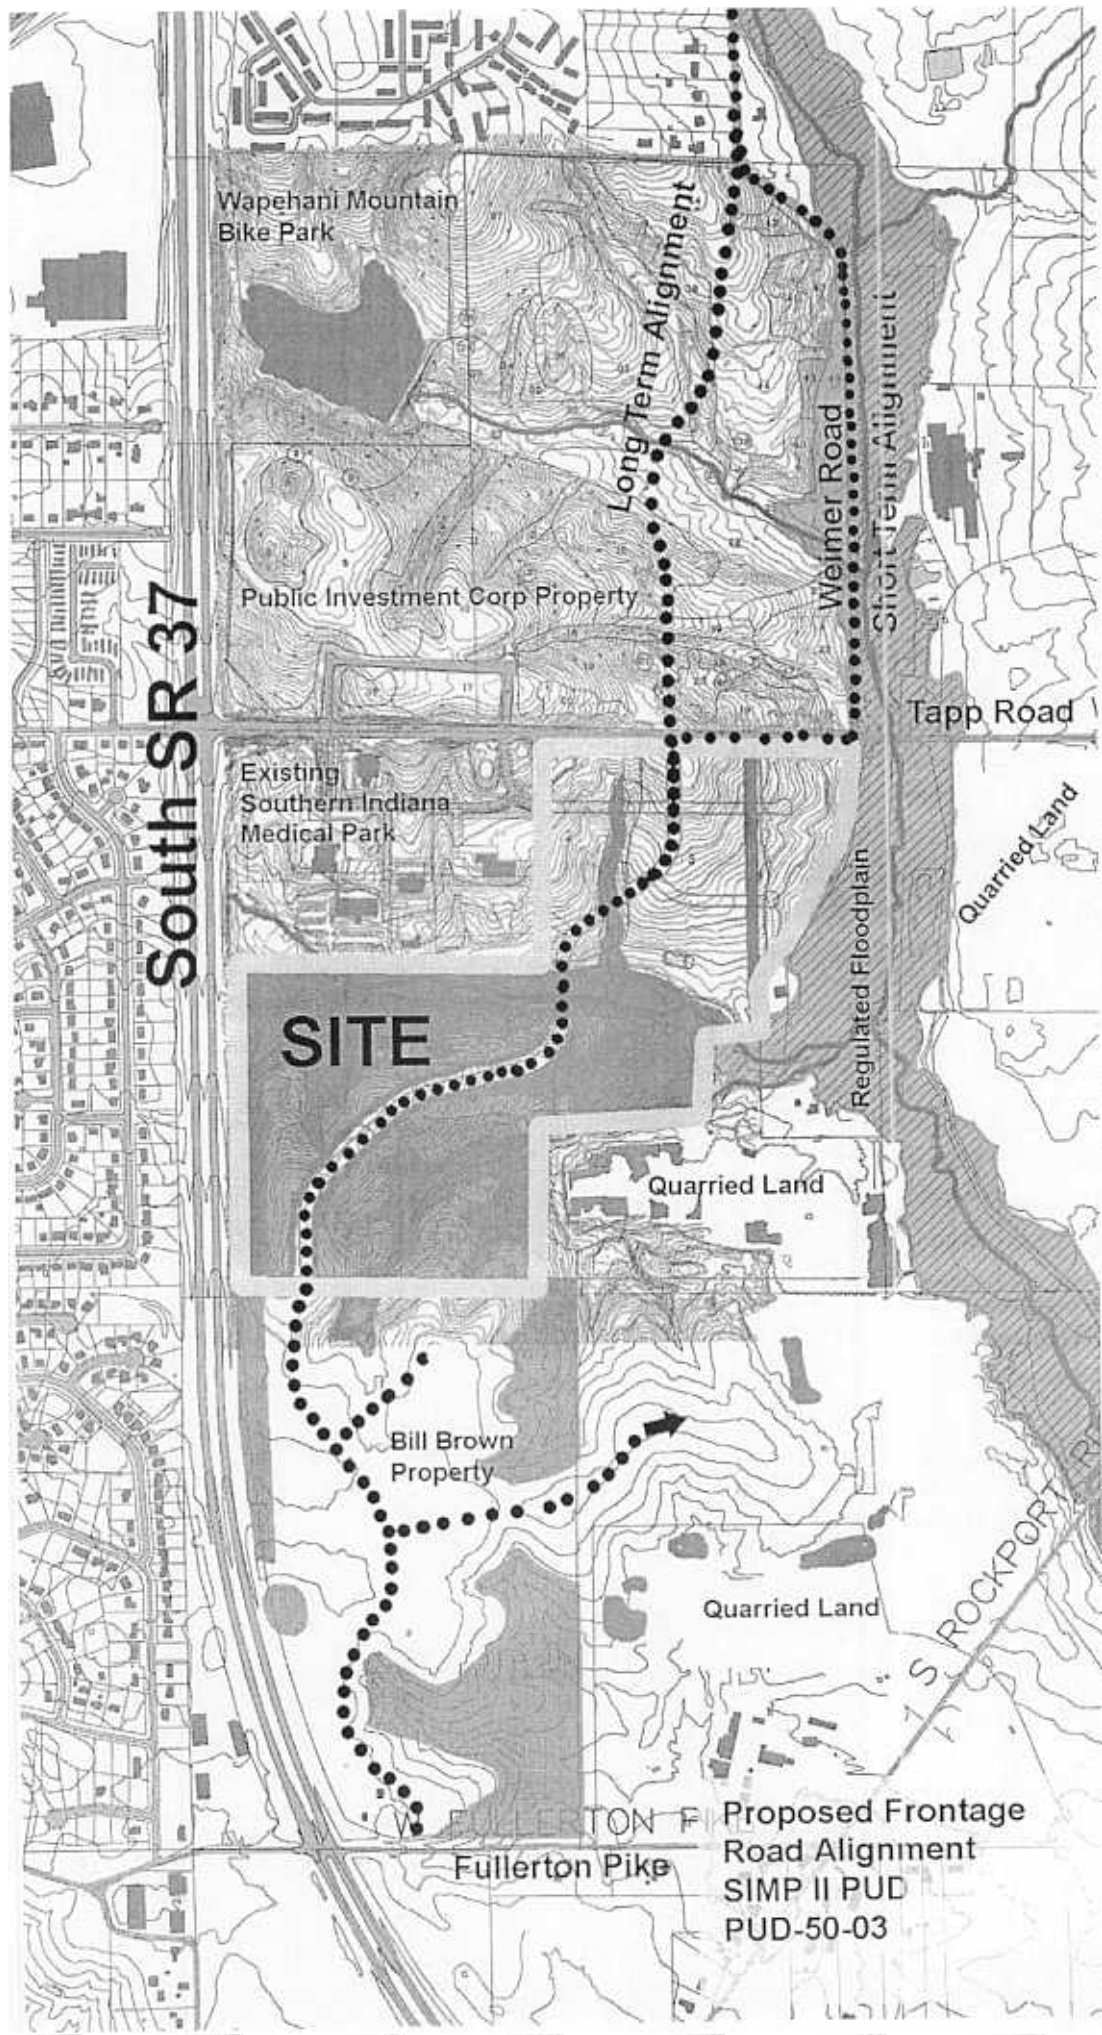 Wapehani Mountain
Bike Park
Long Term Alignment
Weimer Road
Short Term Alignment
Public Investment Corp Property
South SR 37
Tapp Road
Existing
Southern Indiana
Medical Park
Quarried Land
Regulated Floodplain
SITE
Quarried Land
Bill Brown
Property
S ROCKPORT R
Quarried Land
W FULLERTON PI
Fullerton Pike
Proposed Frontage
Road Alignment
SIMP II PUD
PUD-50-03